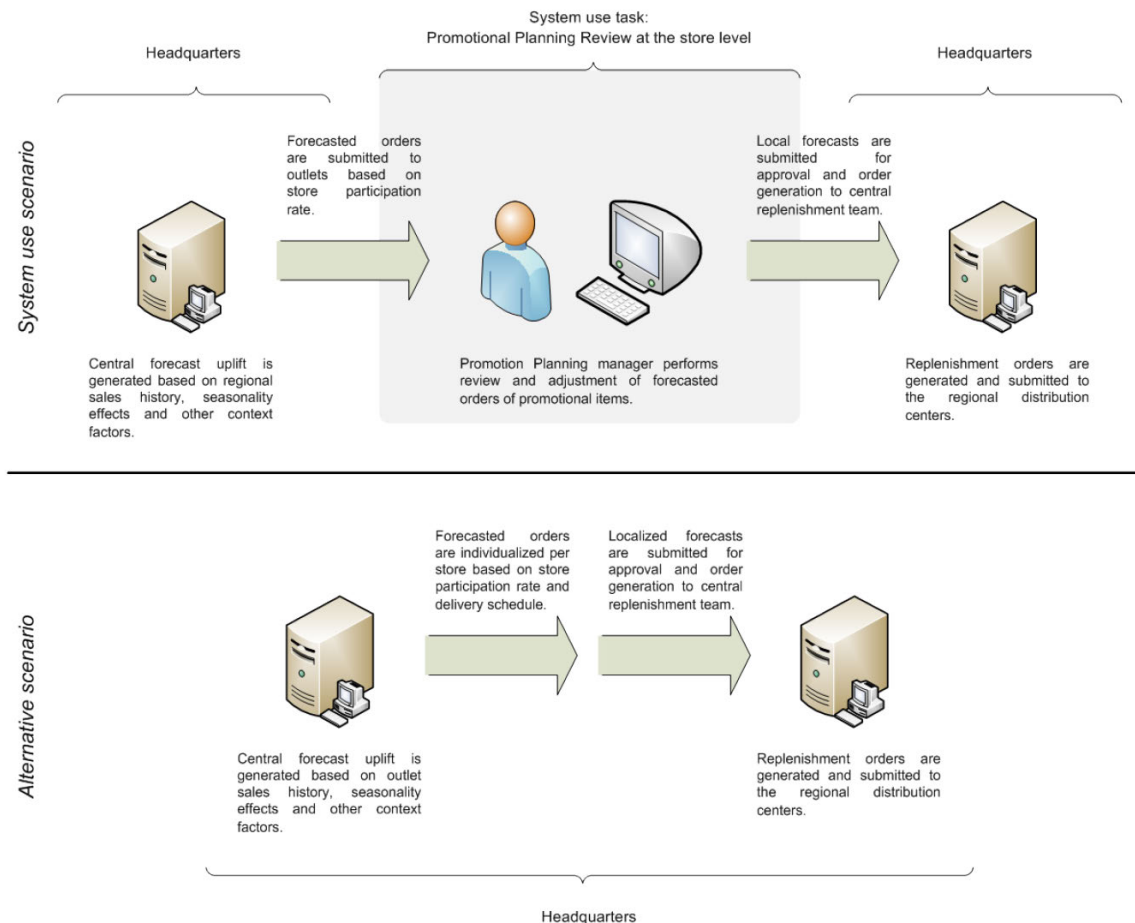 System use task:
Promotional Planning Review at the store level
Headquarters
Headquarters
System use scenario
Forecasted orders
are submitted to
outlets based on
store participation
rate.
Local forecasts are
submitted for
approval and order
generation to central
replenishment team.
Central forecast uplift is
generated based on regional
sales history, seasonality
effects and other context
factors.
Promotion Planning manager performs
review and adjustment of forecasted
orders of promotional items.
Replenishment orders are
generated and submitted to
the regional distribution
centers.
Alternative scenario
Forecasted orders
are individualized per
store based on store
participation rate and
delivery schedule.
Localized forecasts
are submitted for
approval and order
generation to central
replenishment team.
Central forecast uplift is
generated based on outlet
sales history, seasonality
effects and other context
factors.
Replenishment orders are
generated and submitted to
the regional distribution
centers.
Headquarters